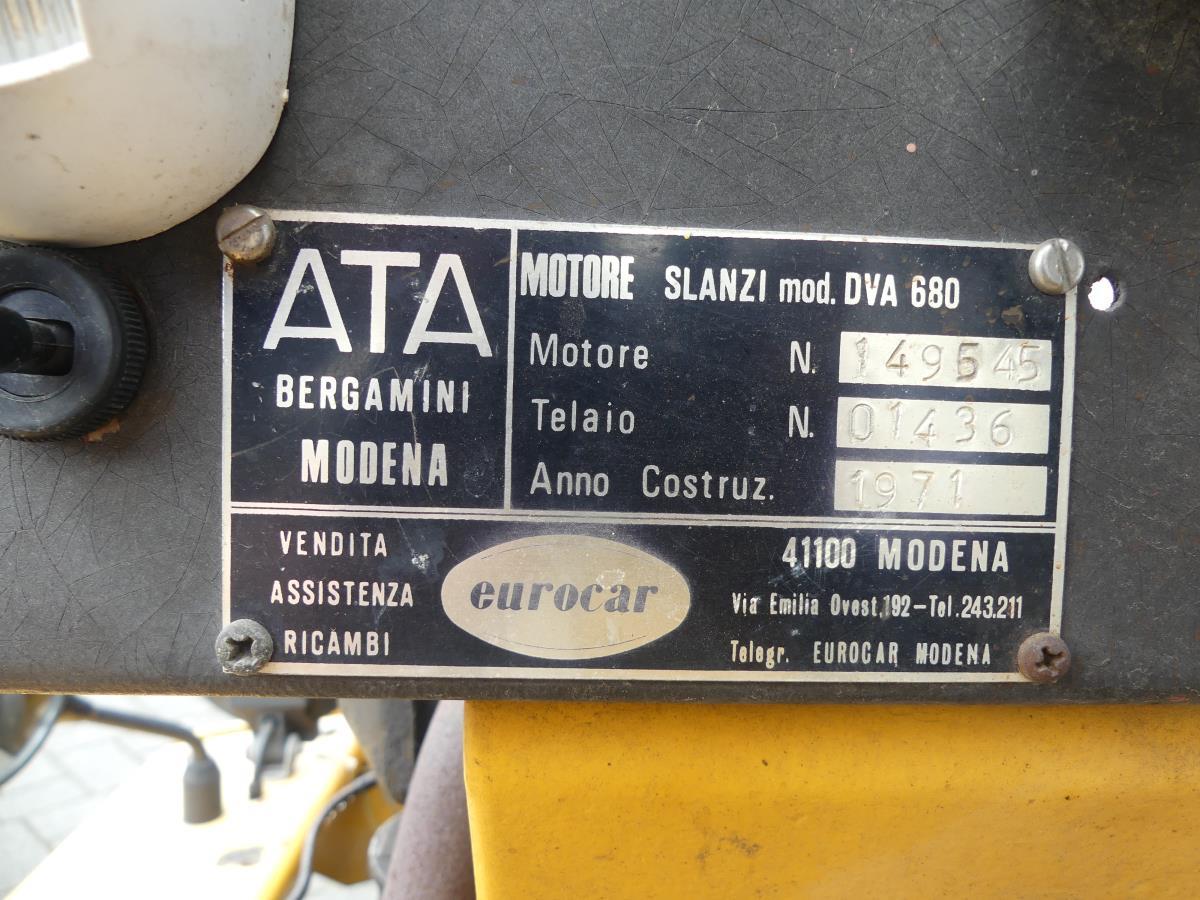 ATA
BERGAMINI
MODENA
MOTORE SLANZI mod. DVA 680
Motore N. 149545
Telaio N. 01436
Anno Costruz. 1971
VENDITA
ASSISTENZA
RICAMBI
eurocar
41100 MODENA
Via Emilia Ovest,192-Tel.243.211
Telegr. EUROCAR MODENA